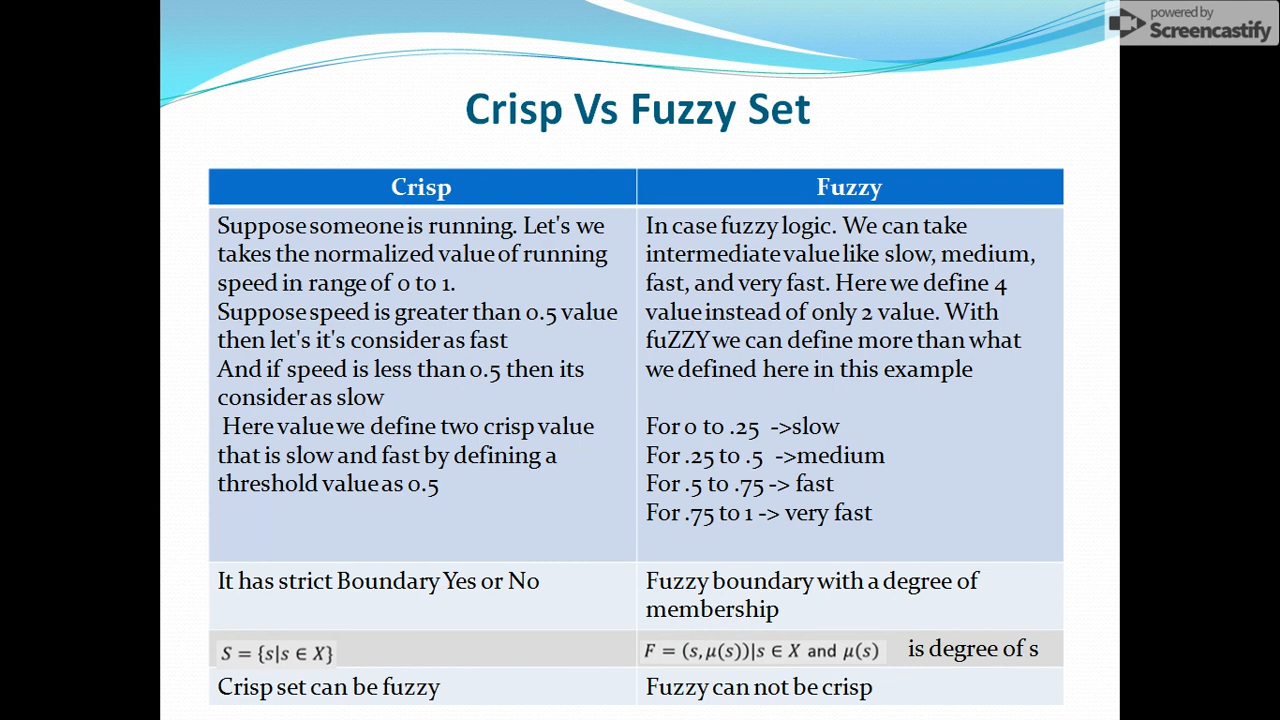 powered by
Screencastify
Crisp Vs Fuzzy Set
Crisp
Fuzzy
Suppose someone is running. Let's we
takes the normalized value of running
speed in range of 0 to 1.
Suppose speed is greater than 0.5 value
then let's it's consider as fast
And if speed is less than 0.5 then its
consider as slow
Here value we define two crisp value
that is slow and fast by defining a
threshold value as 0.5
In case fuzzy logic. We can take
intermediate value like slow, medium,
fast, and very fast. Here we define 4
value instead of only 2 value. With
fuZZY we can define more than what
we defined here in this example
For 0 to .25 ->slow
For .25 to .5 ->medium
For .5 to .75 -> fast
For .75 to 1 -> very fast
It has strict Boundary Yes or No
Fuzzy boundary with a degree of
membership
S = {s|s ∈ X}
F = (s, μ(s))|s ∈ X and μ(s) is degree of s
Crisp set can be fuzzy
Fuzzy can not be crisp